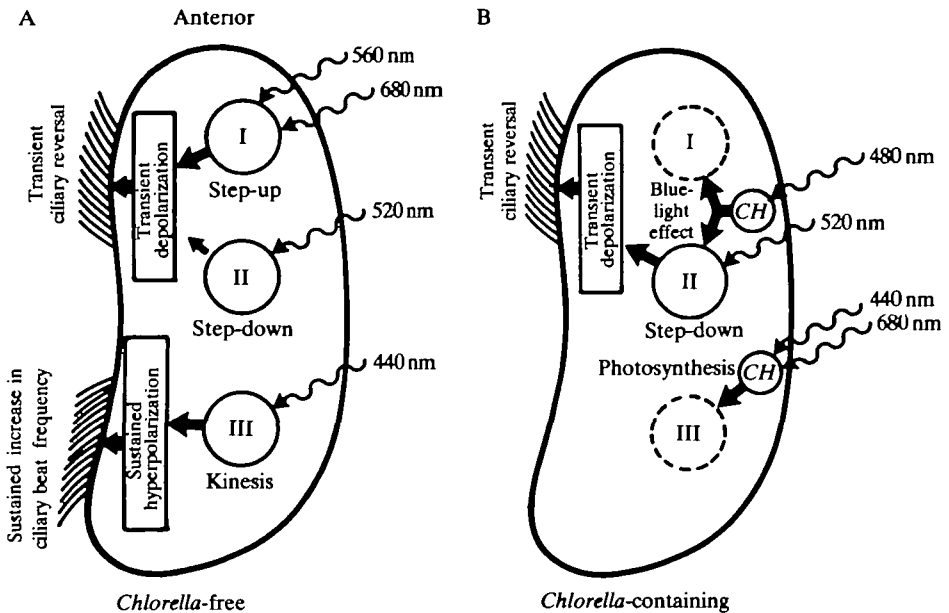 A
Anterior
560 nm
680 nm
I
Step-up
Transient
ciliary reversal
Transient
depolarization
520 nm
II
Step-down
440 nm
III
Kinesis
Sustained
hyperpolarization
Sustained increase in
ciliary beat frequency
Chlorella-free
B
I
480 nm
CH
Blue-
light
effect
520 nm
Transient
ciliary reversal
Transient
depolarization
II
Step-down
440 nm
680 nm
Photosynthesis
CH
III
Chlorella-containing